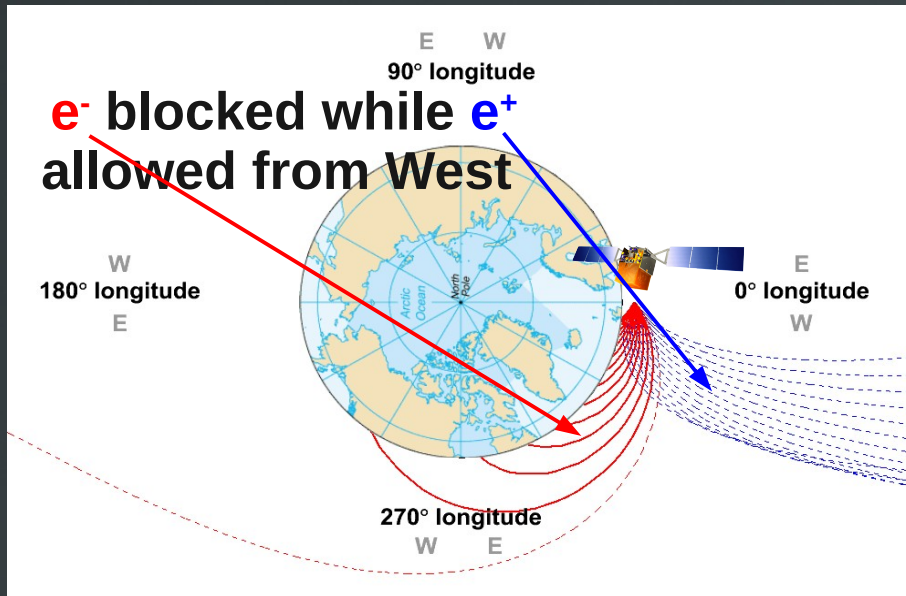 E W
90° longitude
e- blocked while e+
allowed from West
W
180° longitude
E
Arctic
Ocean
North
Pole
E
0° longitude
W
270° longitude
W E